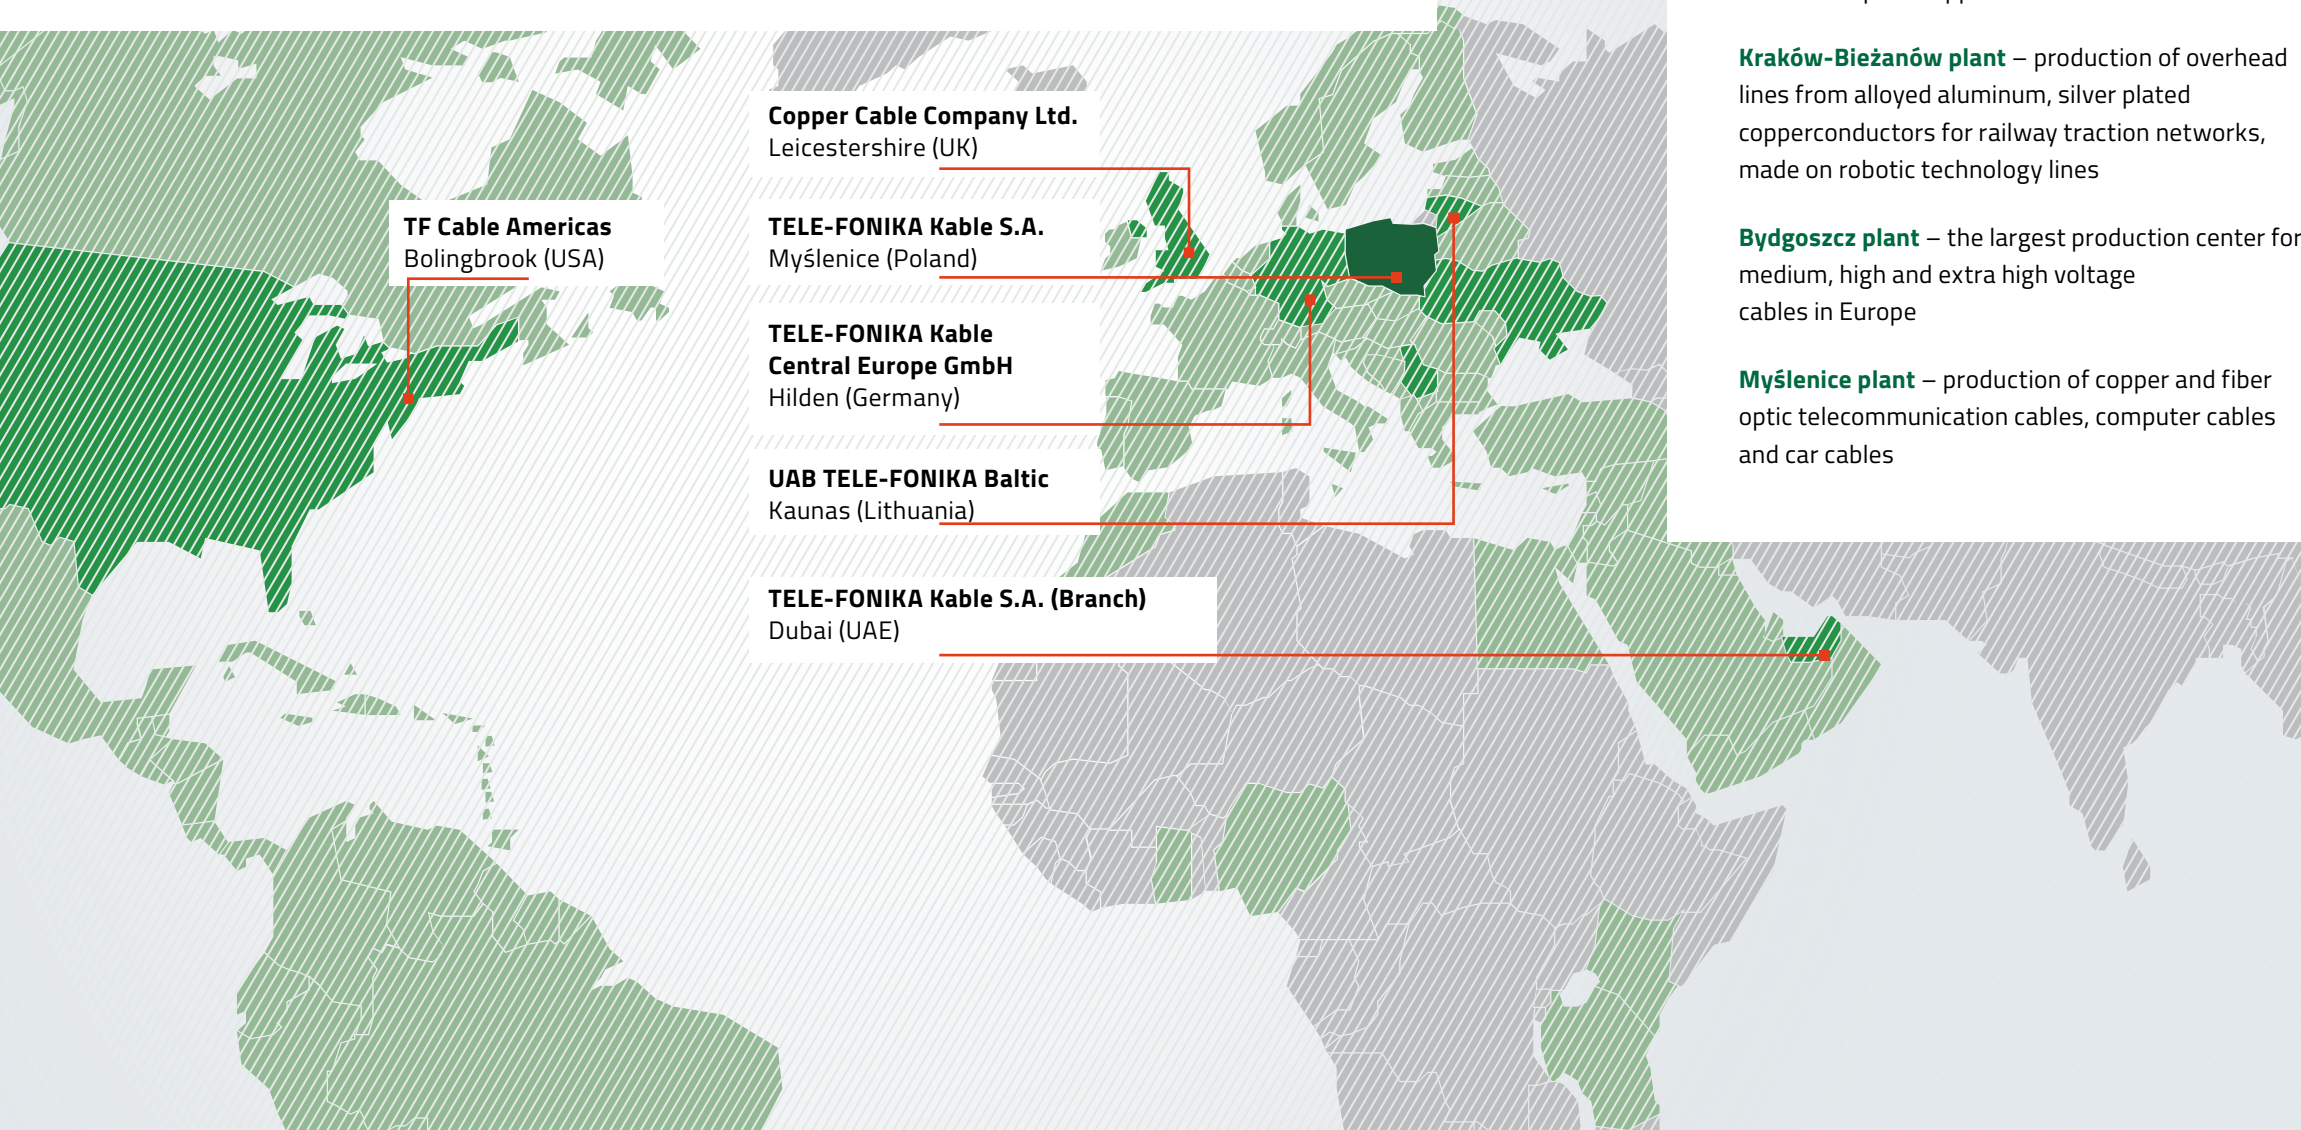 Copper Cable Company Ltd.
Leicestershire (UK)
TF Cable Americas
Bolingbrook (USA)
TELE-FONIKA Kable S.A.
Myślenice (Poland)
TELE-FONIKA Kable
Central Europe GmbH
Hilden (Germany)
UAB TELE-FONIKA Baltic
Kaunas (Lithuania)
TELE-FONIKA Kable S.A. (Branch)
Dubai (UAE)
Kraków-Bieżanów plant – production of overhead
lines from alloyed aluminum, silver plated
copperconductors for railway traction networks,
made on robotic technology lines
Bydgoszcz plant – the largest production center for
medium, high and extra high voltage
cables in Europe
Myślenice plant – production of copper and fiber
optic telecommunication cables, computer cables
and car cables